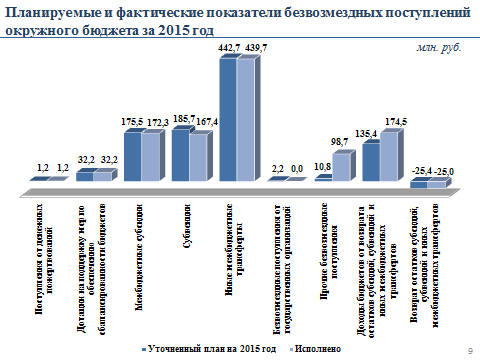 Планируемые и фактические показатели безвозмездных поступлений
окружного бюджета за 2015 год
млн. руб.
442,7 439,7
175,5 172,3
185,7 167,4
135,4 174,5
98,7
10,8
32,2 32,2
1,2 1,2
2,2 0,0
-25,4 -25,0
Поступления от денежных
пожертвований
Дотации на поддержку мер по
обеспечению
сбалансированности бюджетов
Межбюджетные субсидии
Субвенции
Иные межбюджетные
трансферты
Безвозмездные поступления от
государственных организаций
Прочие безвозмездные
поступления
Доходы бюджетов от возврата
остатков субсидий, субвенций и
иных межбюджетных
трансфертов
Возврат остатков субсидий,
субвенций и иных
межбюджетных трансфертов
Уточненный план на 2015 год Исполнено
9